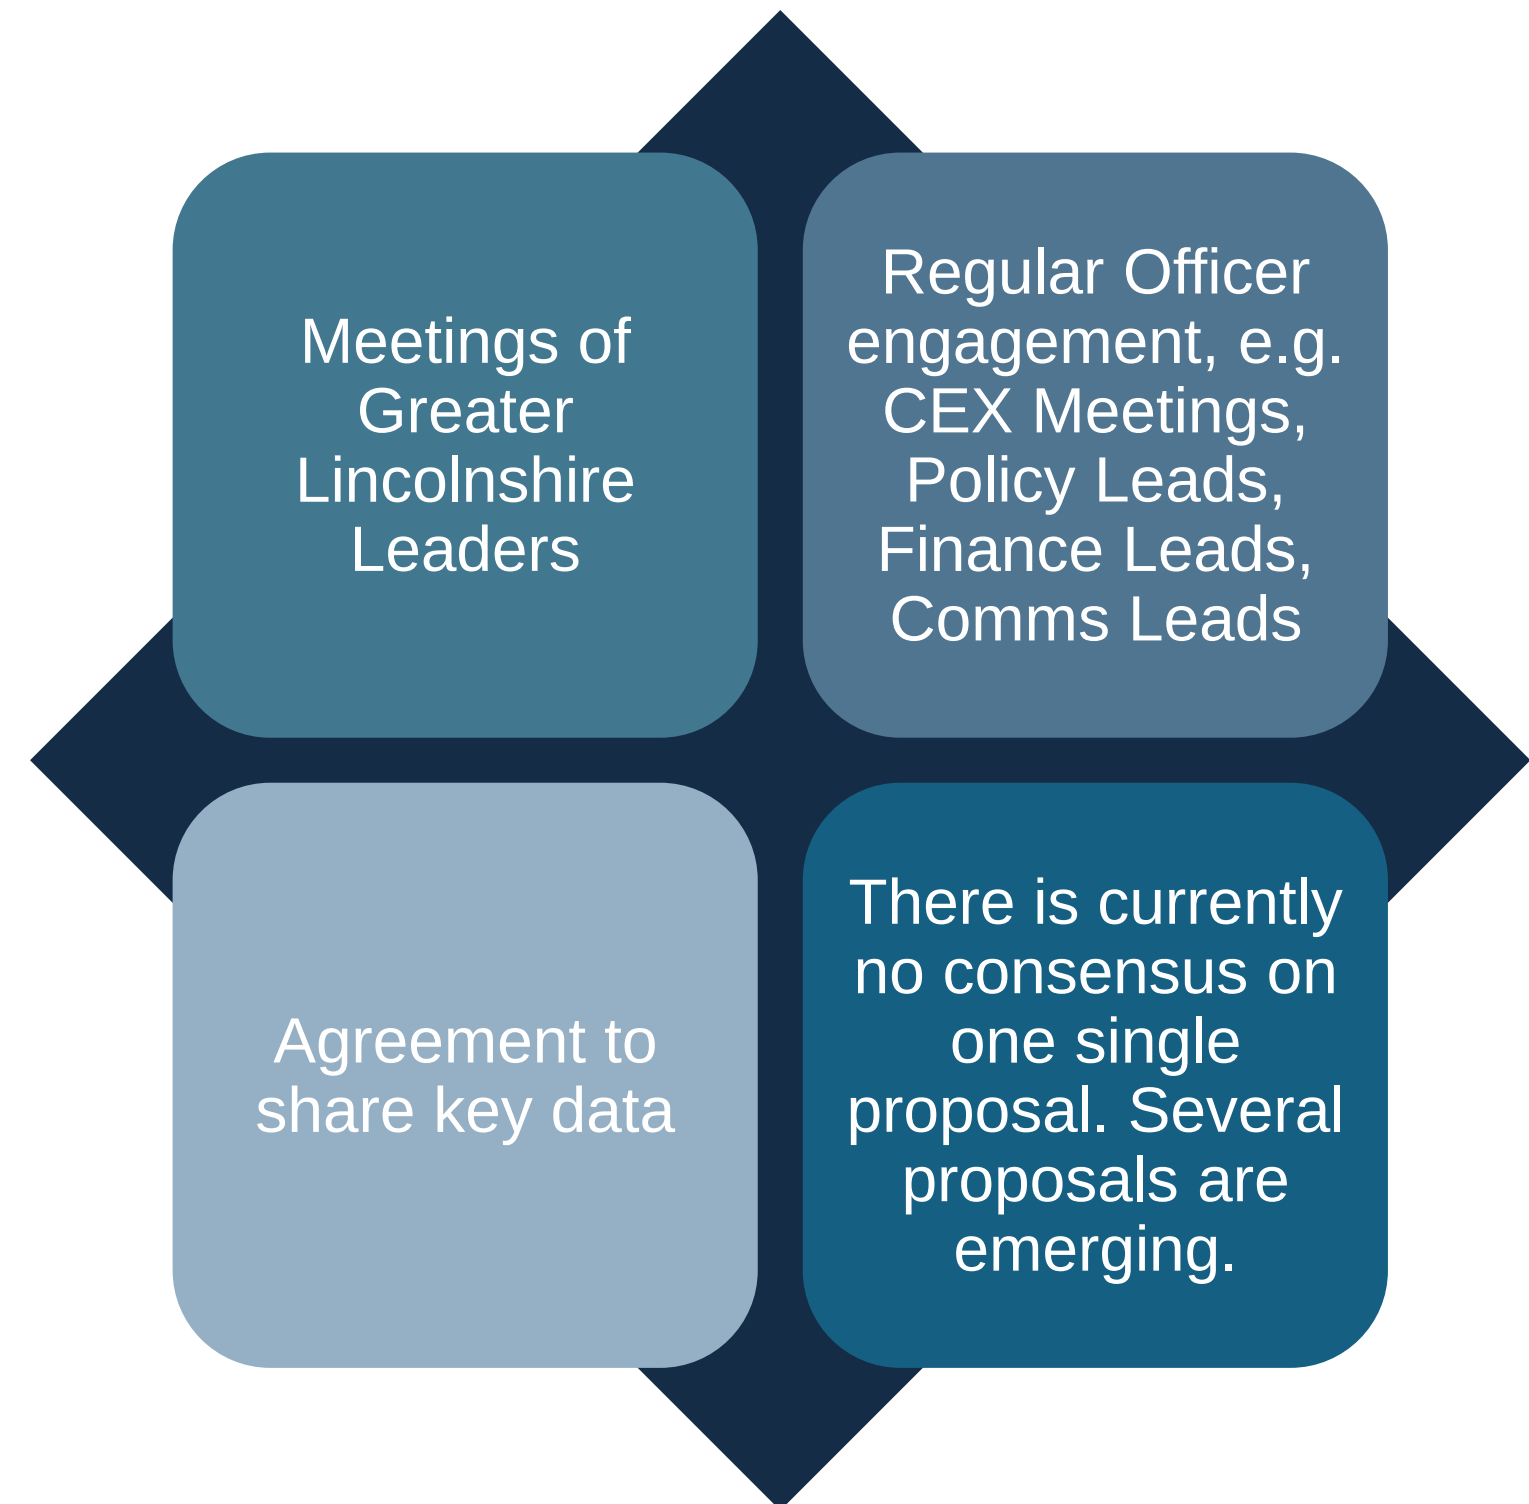 Meetings of
Greater
Lincolnshire
Leaders
Regular Officer
engagement, e.g.
CEX Meetings,
Policy Leads,
Finance Leads,
Comms Leads
Agreement to
share key data
There is currently
no consensus on
one single
proposal. Several
proposals are
emerging.